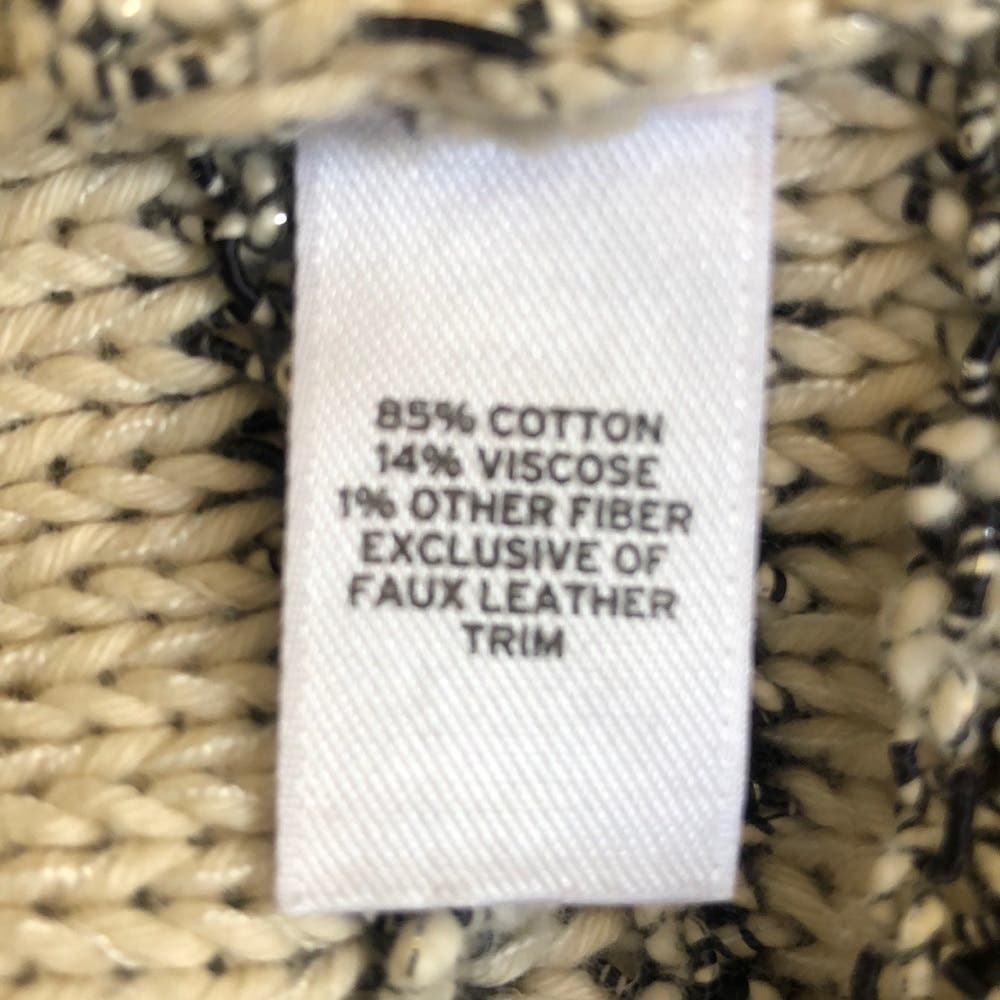 85% COTTON
14% VISCOSE
1% OTHER FIBER
EXCLUSIVE OF
FAUX LEATHER
TRIM